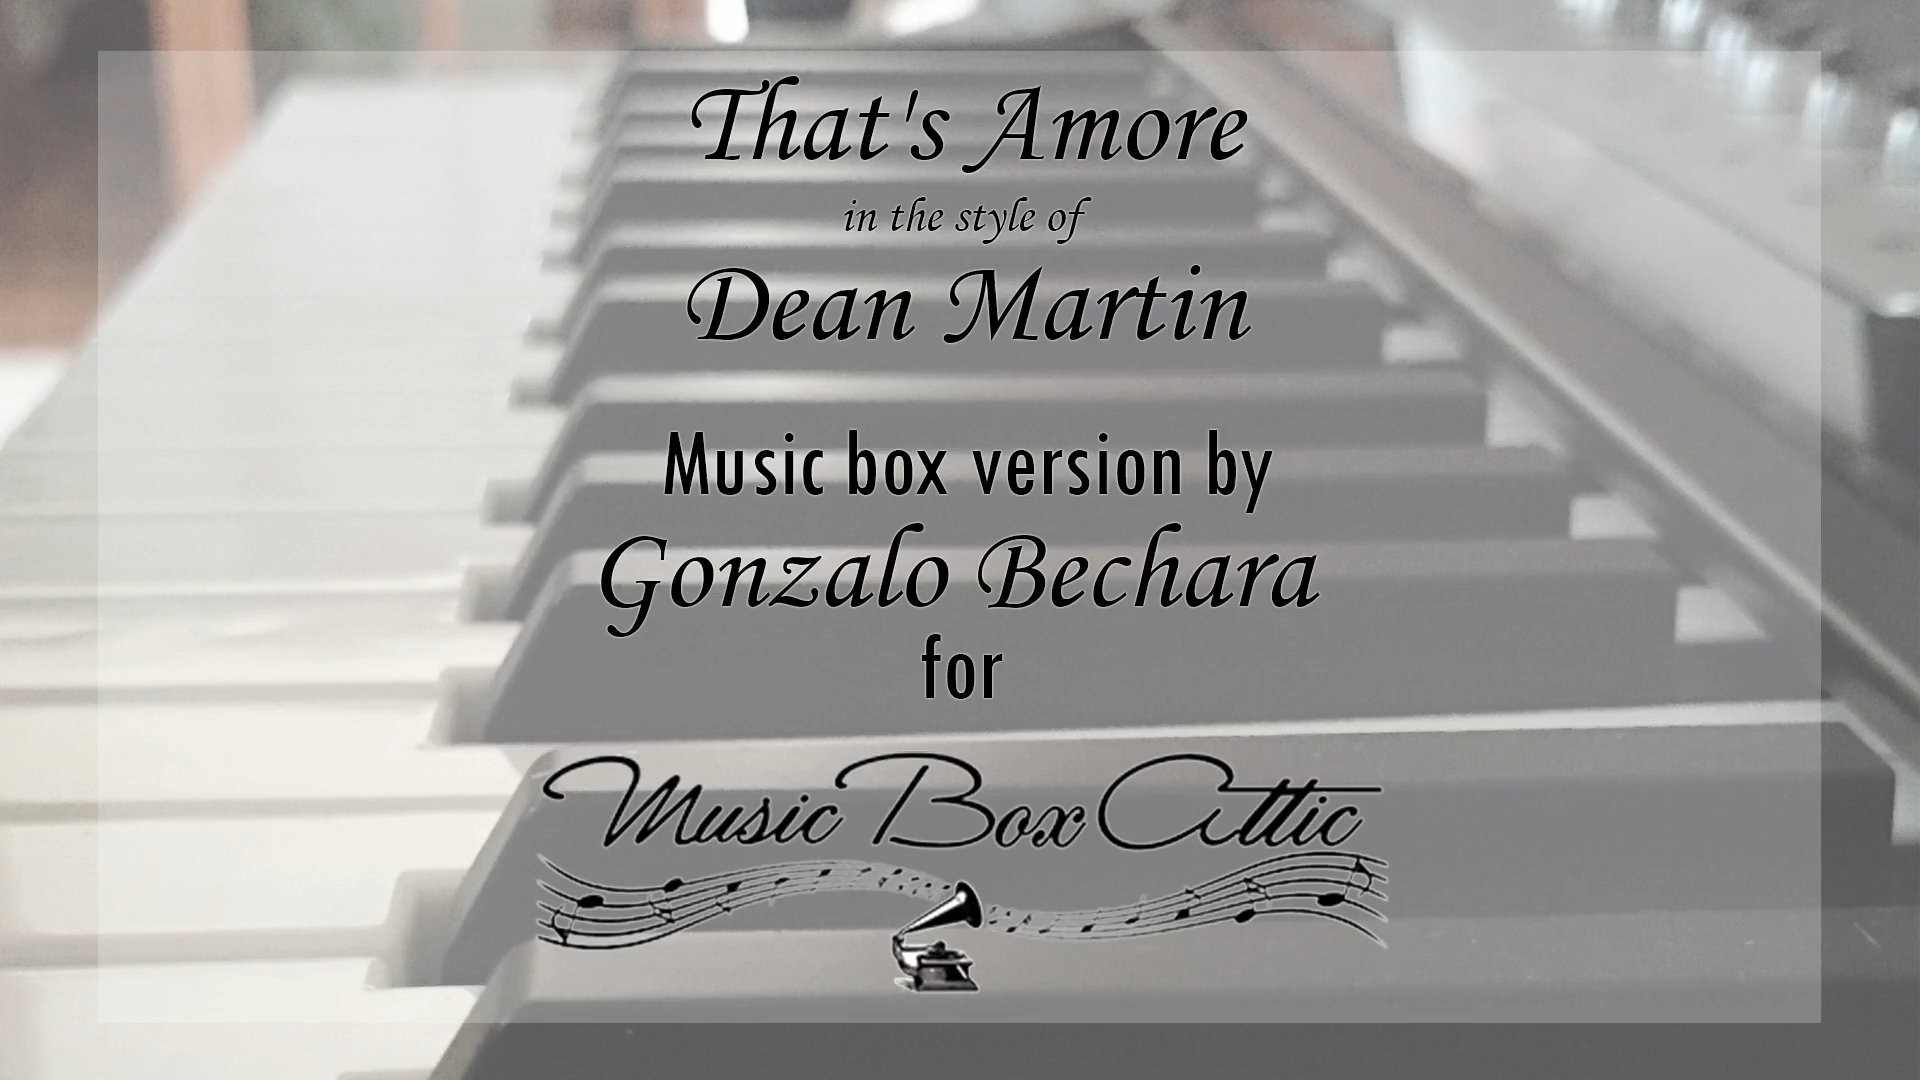 That's Amore
in the style of
Dean Martin
Music box version by
Gonzalo Bechara
for
Music Box Attic